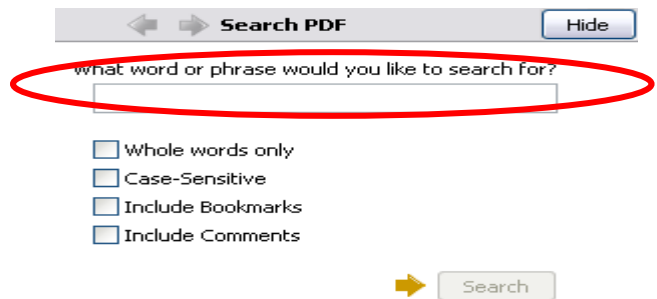 Search PDF Hide
What word or phrase would you like to search for?
Whole words only
Case-Sensitive
Include Bookmarks
Include Comments
Search